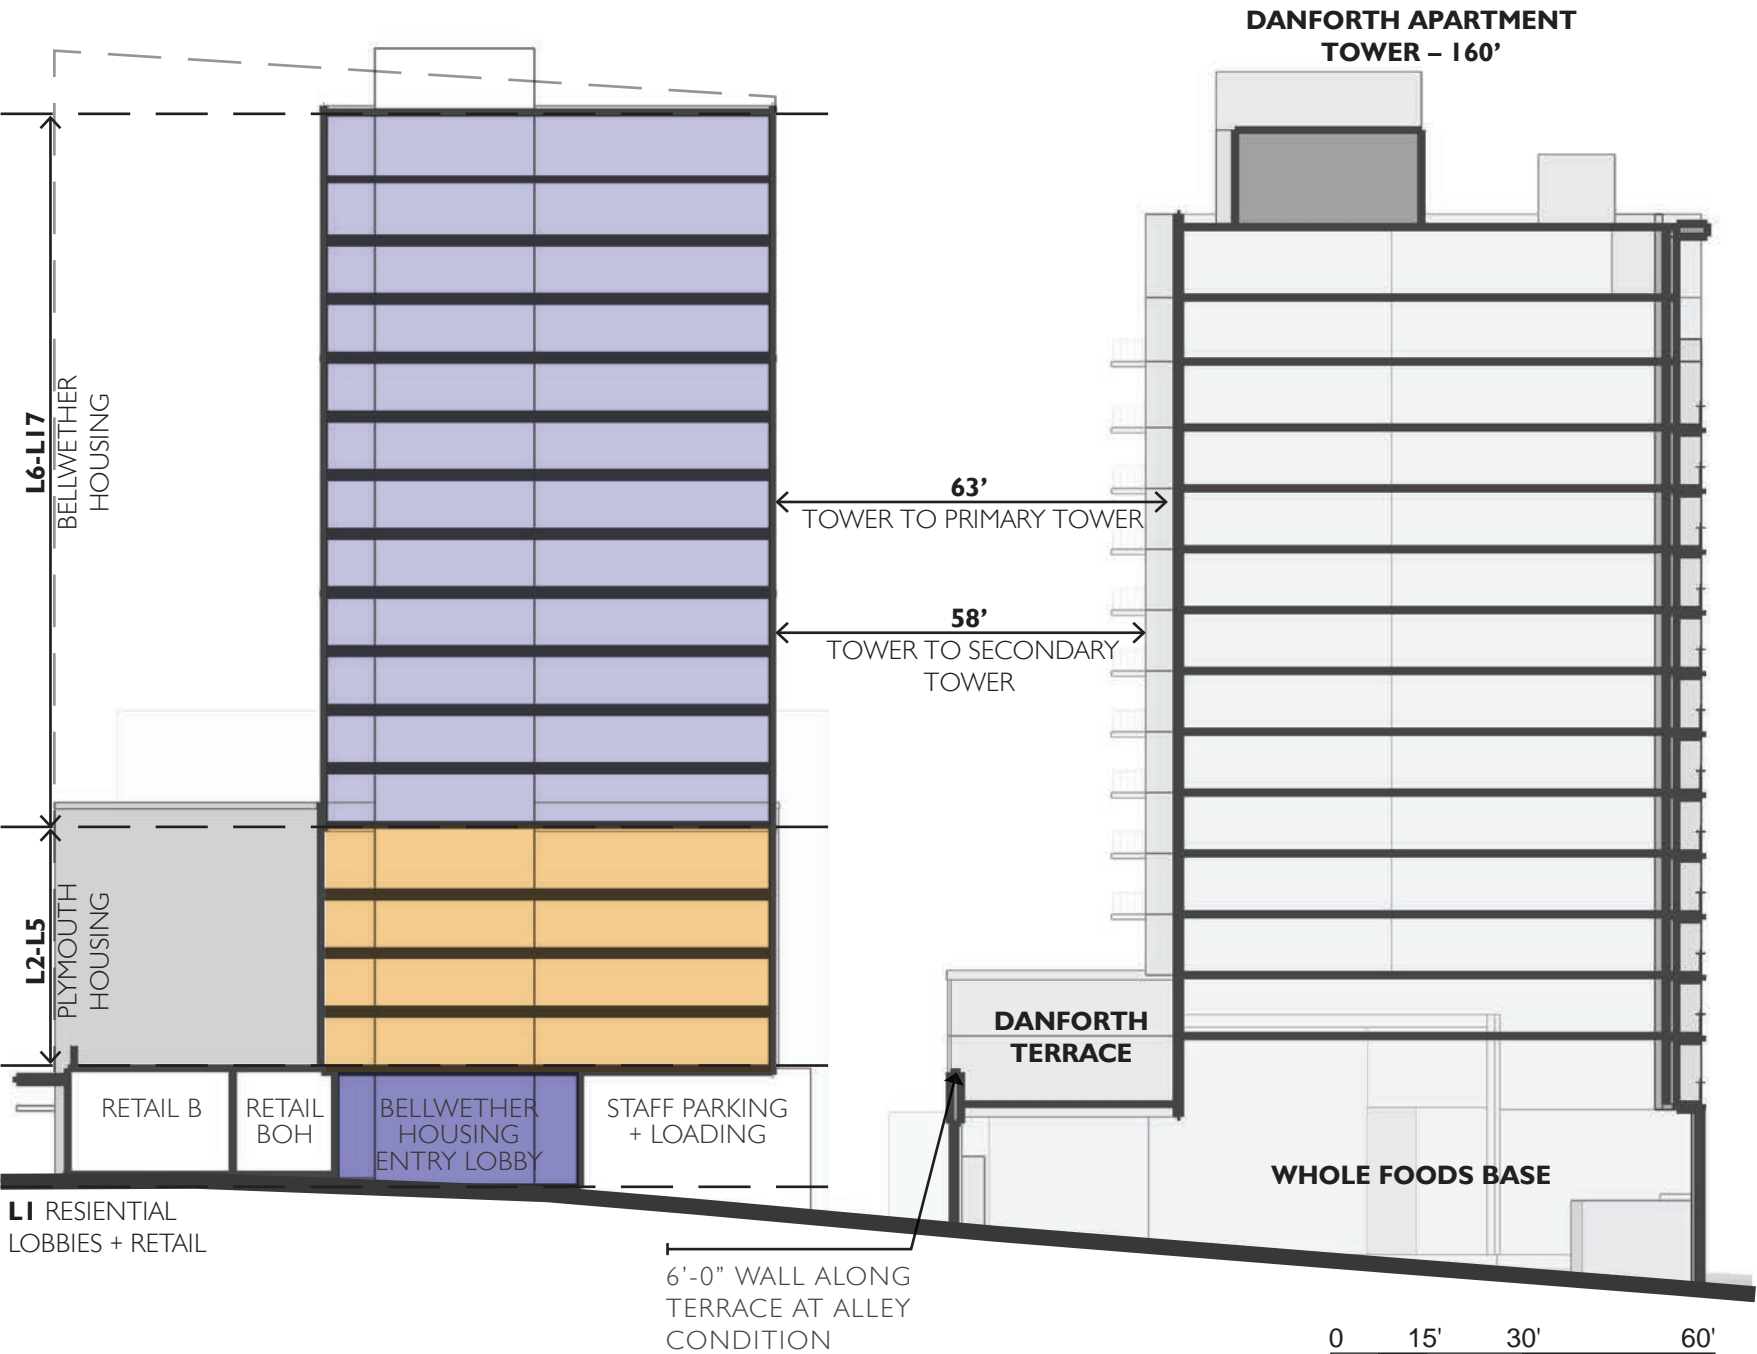 DANFORTH APARTMENT
TOWER – 160’
L6-L17
BELLWETHER
HOUSING
63’
TOWER TO PRIMARY TOWER
58’
TOWER TO SECONDARY
TOWER
L2-L5
PLYMOUTH
HOUSING
DANFORTH
TERRACE
RETAIL B
RETAIL
BOH
BELLWETHER
HOUSING
ENTRY LOBBY
STAFF PARKING
+ LOADING
WHOLE FOODS BASE
L1 RESIENTIAL
LOBBIES + RETAIL
6’-0” WALL ALONG
TERRACE AT ALLEY
CONDITION
0 15' 30' 60'